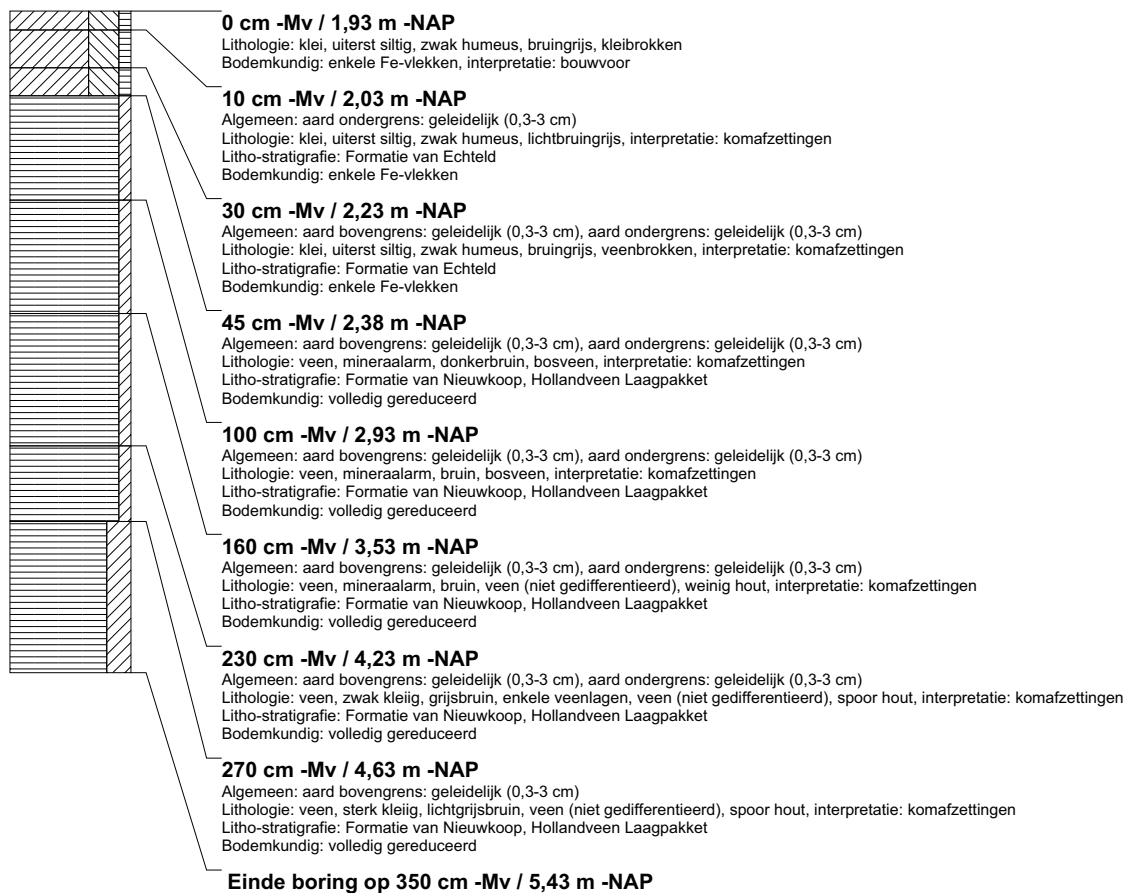 0 cm -Mv / 1,93 m -NAP
Lithologie: klei, uiterst siltig, zwak humeus, bruingrijs, kleibrokken
Bodemkundig: enkele Fe-vlekken, interpretatie: bouwvoor
10 cm -Mv / 2,03 m -NAP
Algemeen: aard ondergrens: geleidelijk (0,3-3 cm)
Lithologie: klei, uiterst siltig, zwak humeus, lichtbruingrijs, interpretatie: komafzettingen
Litho-stratigrafie: Formatie van Echteld
Bodemkundig: enkele Fe-vlekken
30 cm -Mv / 2,23 m -NAP
Algemeen: aard bovengrens: geleidelijk (0,3-3 cm), aard ondergrens: geleidelijk (0,3-3 cm)
Lithologie: klei, uiterst siltig, zwak humeus, bruingrijs, veenbrokken, interpretatie: komafzettingen
Litho-stratigrafie: Formatie van Echteld
Bodemkundig: enkele Fe-vlekken
45 cm -Mv / 2,38 m -NAP
Algemeen: aard bovengrens: geleidelijk (0,3-3 cm), aard ondergrens: geleidelijk (0,3-3 cm)
Lithologie: veen, mineraalarm, donkerbruin, bosveen, interpretatie: komafzettingen
Litho-stratigrafie: Formatie van Nieuwkoop, Hollandveen Laagpakket
Bodemkundig: volledig gereduceerd
100 cm -Mv / 2,93 m -NAP
Algemeen: aard bovengrens: geleidelijk (0,3-3 cm), aard ondergrens: geleidelijk (0,3-3 cm)
Lithologie: veen, mineraalarm, bruin, bosveen, interpretatie: komafzettingen
Litho-stratigrafie: Formatie van Nieuwkoop, Hollandveen Laagpakket
Bodemkundig: volledig gereduceerd
160 cm -Mv / 3,53 m -NAP
Algemeen: aard bovengrens: geleidelijk (0,3-3 cm), aard ondergrens: geleidelijk (0,3-3 cm)
Lithologie: veen, mineraalarm, bruin, veen (niet gedifferentieerd), weinig hout, interpretatie: komafzettingen
Litho-stratigrafie: Formatie van Nieuwkoop, Hollandveen Laagpakket
Bodemkundig: volledig gereduceerd
230 cm -Mv / 4,23 m -NAP
Algemeen: aard bovengrens: geleidelijk (0,3-3 cm), aard ondergrens: geleidelijk (0,3-3 cm)
Lithologie: veen, zwak kleiig, grijsbruin, enkele veenlagen, veen (niet gedifferentieerd), spoor hout, interpretatie: komafzettingen
Litho-stratigrafie: Formatie van Nieuwkoop, Hollandveen Laagpakket
Bodemkundig: volledig gereduceerd
270 cm -Mv / 4,63 m -NAP
Algemeen: aard bovengrens: geleidelijk (0,3-3 cm)
Lithologie: veen, sterk kleiig, lichtgrijsbruin, veen (niet gedifferentieerd), spoor hout, interpretatie: komafzettingen
Litho-stratigrafie: Formatie van Nieuwkoop, Hollandveen Laagpakket
Bodemkundig: volledig gereduceerd
Einde boring op 350 cm -Mv / 5,43 m -NAP